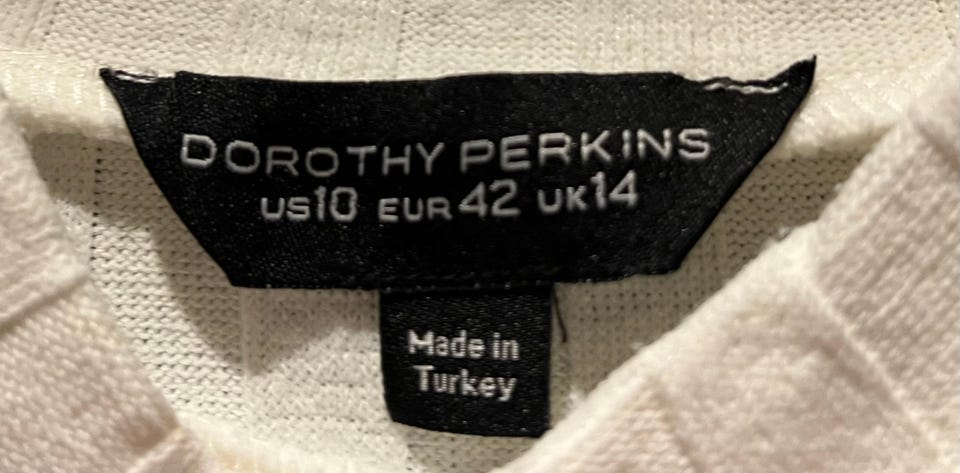 DOROTHY PERKINS
US10 EUR 42 UK14
Made in
Turkey